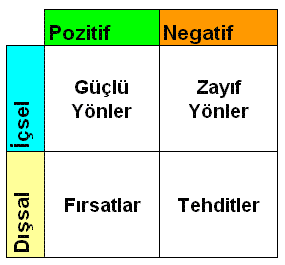 Pozitif Negatif
İçsel
Güçlü
Yönler
Zayıf
Yönler
Dışsal
Fırsatlar
Tehditler